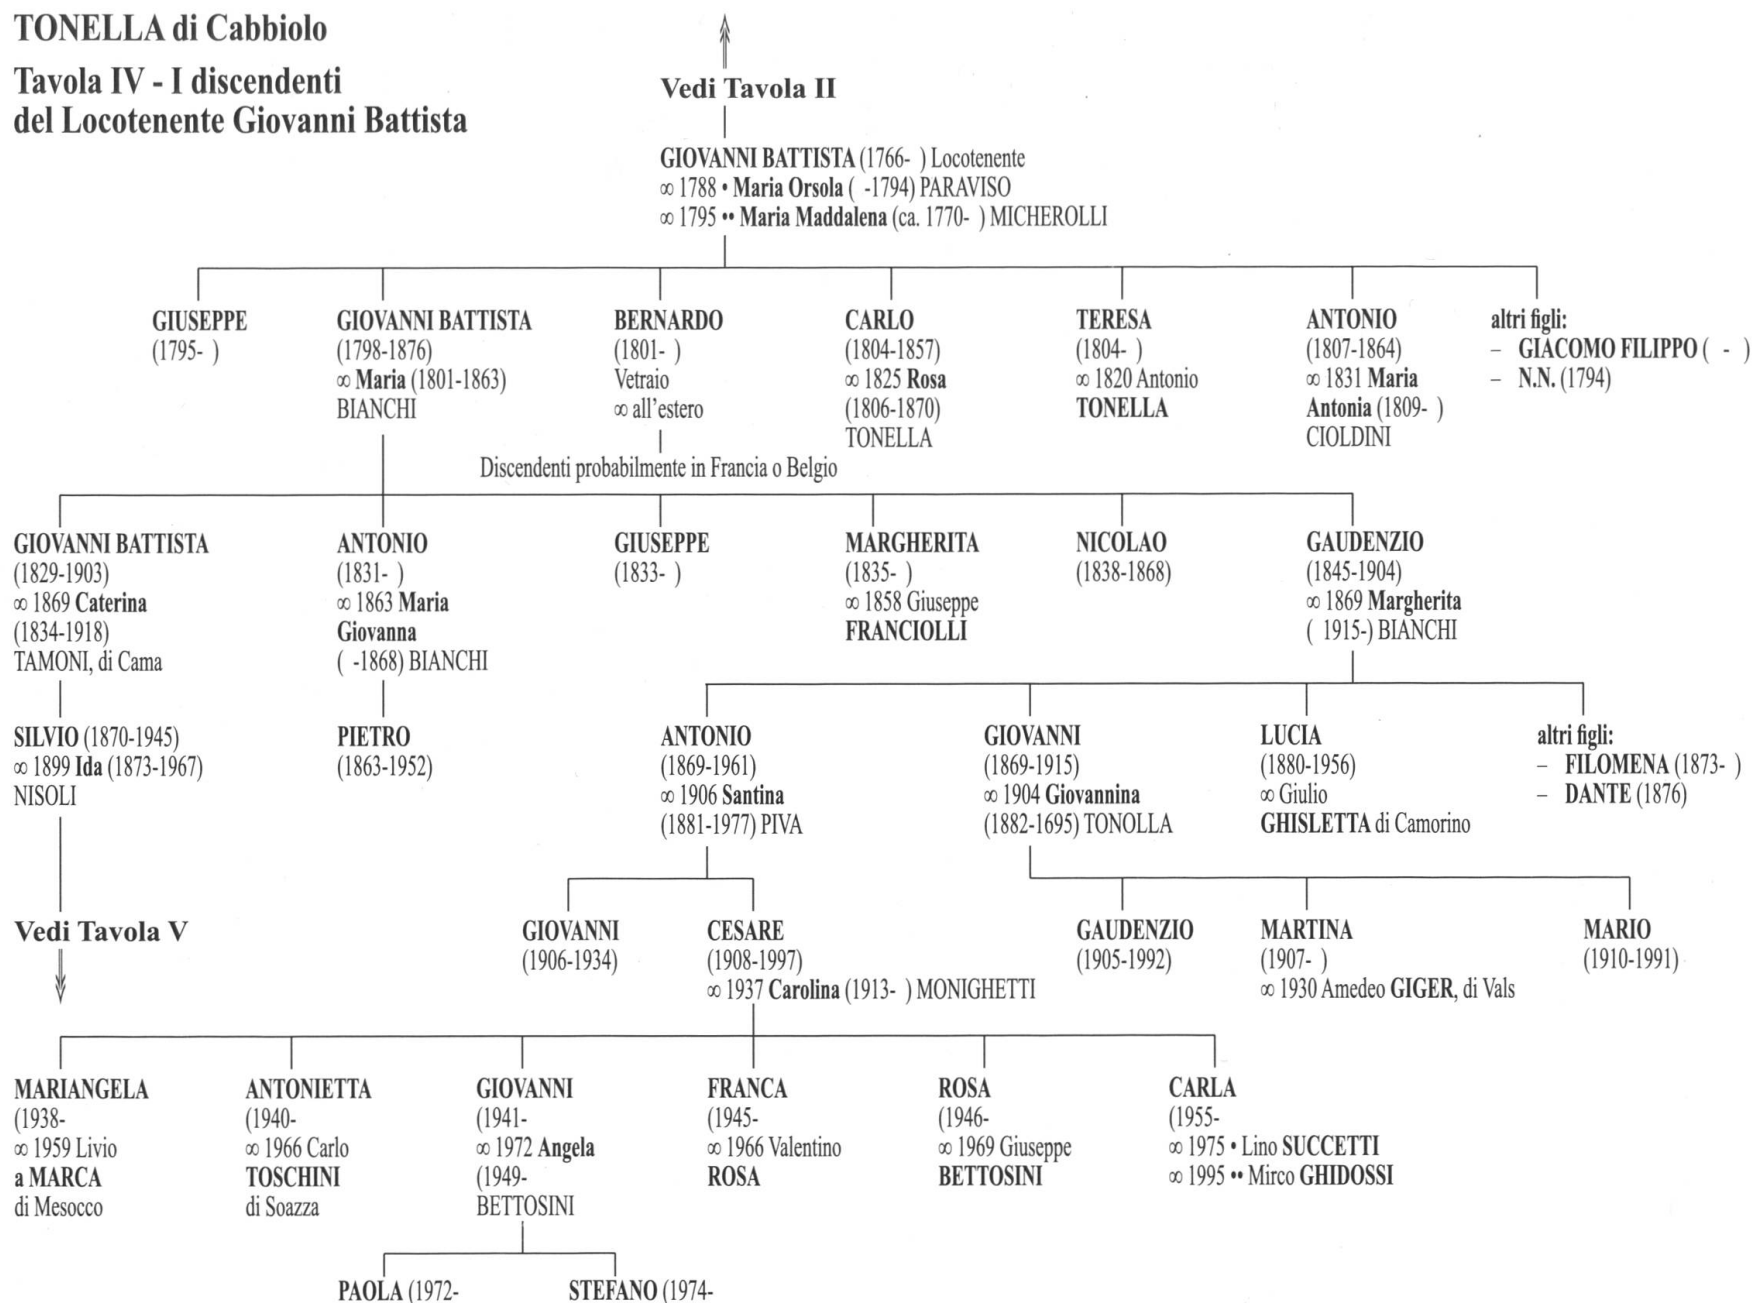 TONELLA di Cabbiolo
Tavola IV - I discendenti
del Locotenente Giovanni Battista
Vedi Tavola II
GIOVANNI BATTISTA (1766- ) Locotenente
∞ 1788 • Maria Orsola ( -1794) PARAVISO
∞ 1795 •• Maria Maddalena (ca. 1770- ) MICHEROLLI
GIUSEPPE
(1795- )
GIOVANNI BATTISTA
(1798-1876)
∞ Maria (1801-1863)
BIANCHI
BERNARDO
(1801- )
Vetraio
∞ all'estero
Discendenti probabilmente in Francia o Belgio
CARLO
(1804-1857)
∞ 1825 Rosa
(1806-1870)
TONELLA
TERESA
(1804- )
∞ 1820 Antonio
TONELLA
ANTONIO
(1807-1864)
∞ 1831 Maria
Antonia (1809- )
CIOLDINI
altri figli:
– GIACOMO FILIPPO ( - )
– N.N. (1794)
GIOVANNI BATTISTA
(1829-1903)
∞ 1869 Caterina
(1834-1918)
TAMONI, di Cama
ANTONIO
(1831- )
∞ 1863 Maria
Giovanna
( -1868) BIANCHI
GIUSEPPE
(1833- )
MARGHERITA
(1835- )
∞ 1858 Giuseppe
FRANCIOLLI
NICOLAO
(1838-1868)
GAUDENZIO
(1845-1904)
∞ 1869 Margherita
( 1915-) BIANCHI
SILVIO (1870-1945)
∞ 1899 Ida (1873-1967)
NISOLI
PIETRO
(1863-1952)
ANTONIO
(1869-1961)
∞ 1906 Santina
(1881-1977) PIVA
GIOVANNI
(1869-1915)
∞ 1904 Giovannina
(1882-1695) TONOLLA
LUCIA
(1880-1956)
∞ Giulio
GHISLETTA di Camorino
altri figli:
– FILOMENA (1873- )
– DANTE (1876)
Vedi Tavola V
GIOVANNI
(1906-1934)
CESARE
(1908-1997)
∞ 1937 Carolina (1913- ) MONIGHETTI
GAUDENZIO
(1905-1992)
MARTINA
(1907- )
∞ 1930 Amedeo GIGER, di Vals
MARIO
(1910-1991)
MARIANGELA
(1938-
∞ 1959 Livio
a MARCA
di Mesocco
ANTONIETTA
(1940-
∞ 1966 Carlo
TOSCHINI
di Soazza
GIOVANNI
(1941-
∞ 1972 Angela
(1949-
BETTOSINI
FRANCA
(1945-
∞ 1966 Valentino
ROSA
ROSA
(1946-
∞ 1969 Giuseppe
BETTOSINI
CARLA
(1955-
∞ 1975 • Lino SUCCETTI
∞ 1995 •• Mirco GHIDOSSI
PAOLA (1972-
STEFANO (1974-